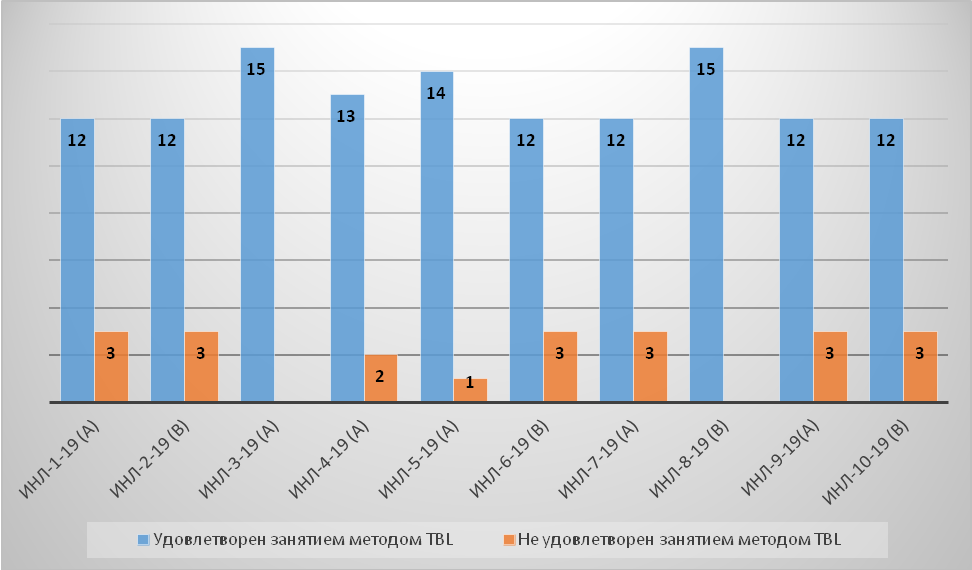 12
3
12
3
15
13
2
14
1
12
3
12
3
15
12
3
12
3
ИНЛ-1-19 (А)
ИНЛ-2-19 (В)
ИНЛ-3-19 (А)
ИНЛ-4-19 (А)
ИНЛ-5-19 (А)
ИНЛ-6-19 (В)
ИНЛ-7-19 (А)
ИНЛ-8-19 (В)
ИНЛ-9-19(А)
ИНЛ-10-19 (В)
Удовлетворен занятием методом TBL
Не удовлетворен занятием методом TBL